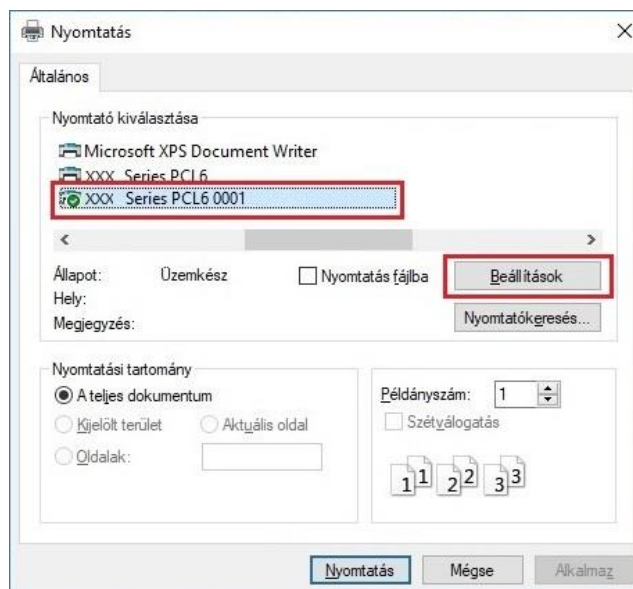 Nyomtatás
Általános
Nyomtató kiválasztása
Microsoft XPS Document Writer
XXX Series PCL6
XXX Series PCL6 0001
Állapot: Üzemkész Nyomtatás fájlba Beállítások
Hely:
Megjegyzés: Nyomtatókeresés...
Nyomtatási tartomány
A teljes dokumentum
Kijelölt terület Aktuális oldal
Oldalak:
Példányszám: 1
Szétválogatás
1 1 2 2 3 3
Nyomtatás Mégse Alkalmaz